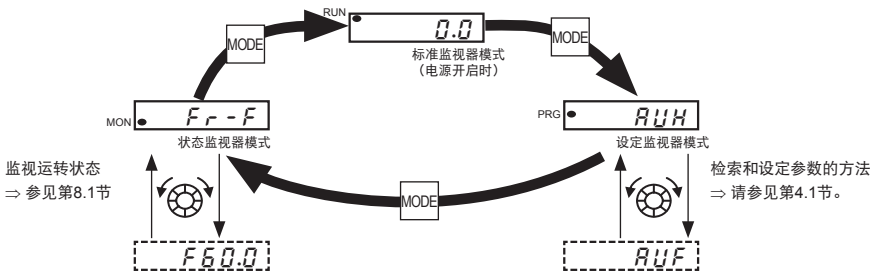 RUN
0.0
MODE
MODE
标准监视器模式
（电源开启时）
MON
Fr-F
PRG
AUH
状态监视器模式
设定监视器模式
监视运转状态
⇒ 参见第8.1节
检索和设定参数的方法
⇒ 请参见第4.1节。
MODE
F60.0
AUF